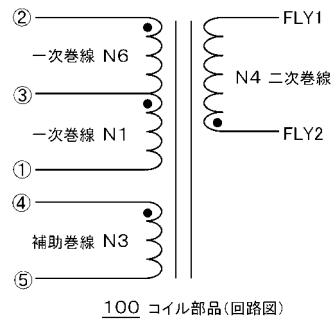 ② FLY1
一次巻線 N6
N4 二次巻線
③
一次巻線 N1
FLY2
①
④
補助巻線 N3
⑤
100 コイル部品(回路図)